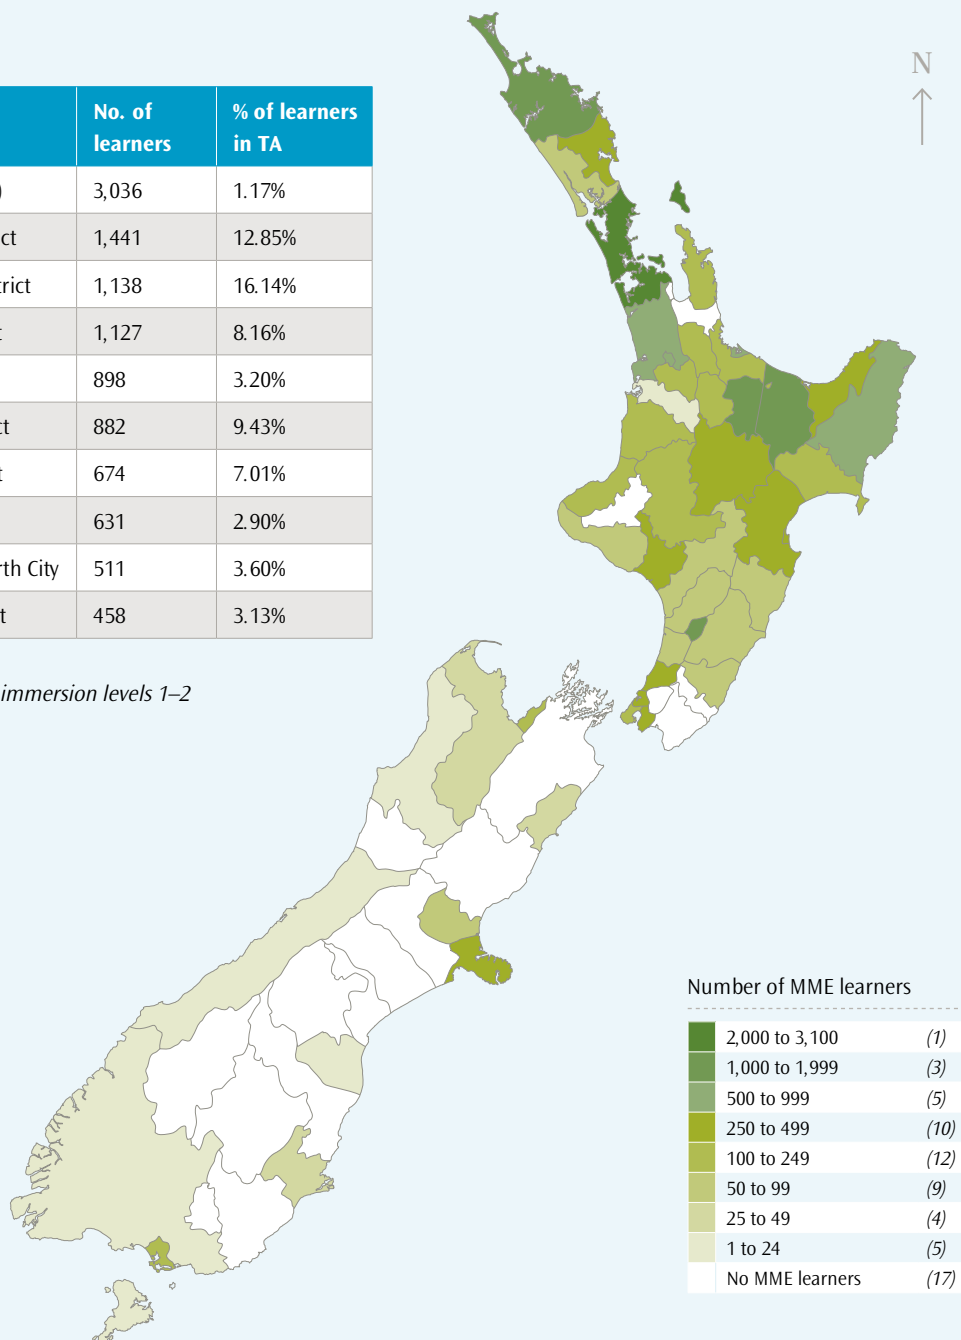 N
No. of % of learners
learners in TA
) 3,036 1.17%
ct 1,441 12.85%
trict 1,138 16.14%
t 1,127 8.16%
898 3.20%
ct 882 9.43%
t 674 7.01%
631 2.90%
rth City 511 3.60%
t 458 3.13%
immersion levels 1–2
Number of MME learners
2,000 to 3,100 (1)
1,000 to 1,999 (3)
500 to 999 (5)
250 to 499 (10)
100 to 249 (12)
50 to 99 (9)
25 to 49 (4)
1 to 24 (5)
No MME learners (17)